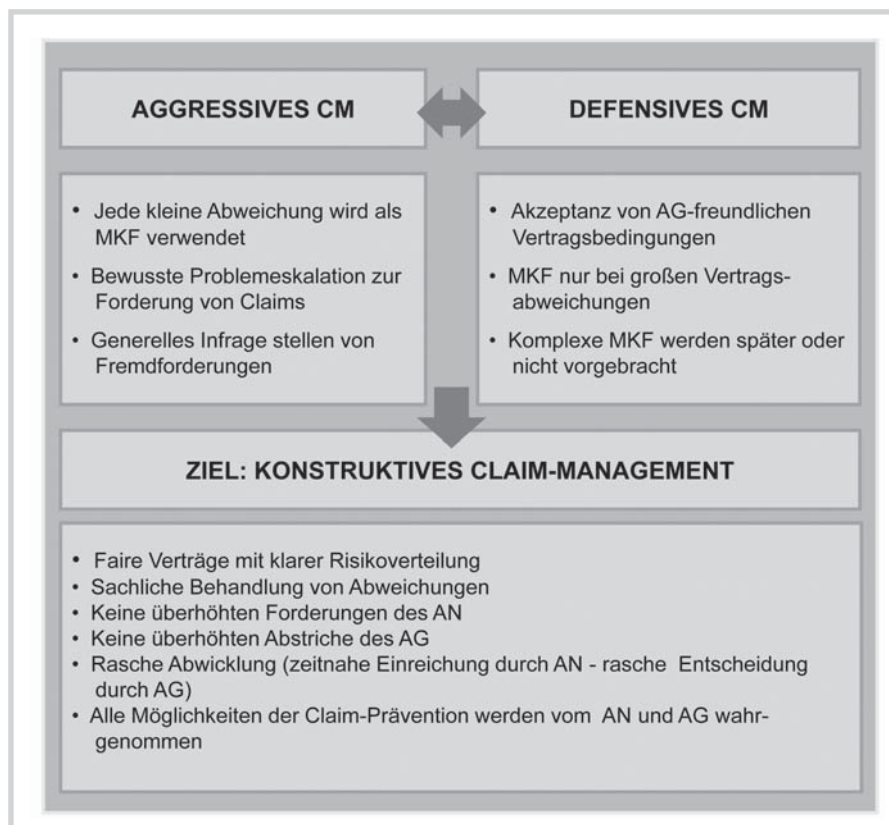 AGGRESSIVES CM
DEFENSIVES CM
• Jede kleine Abweichung wird als
MKF verwendet
• Bewusste Problemeskalation zur
Forderung von Claims
• Generelles Infrage stellen von
Fremdforderungen
• Akzeptanz von AG-freundlichen
Vertragsbedingungen
• MKF nur bei großen Vertrags-
abweichungen
• Komplexe MKF werden später oder
nicht vorgebracht
ZIEL: KONSTRUKTIVES CLAIM-MANAGEMENT
• Faire Verträge mit klarer Risikoverteilung
• Sachliche Behandlung von Abweichungen
• Keine überhöhten Forderungen des AN
• Keine überhöhten Abstriche des AG
• Rasche Abwicklung (zeitnahe Einreichung durch AN - rasche Entscheidung
durch AG)
• Alle Möglichkeiten der Claim-Prävention werden vom AN und AG wahr-
genommen